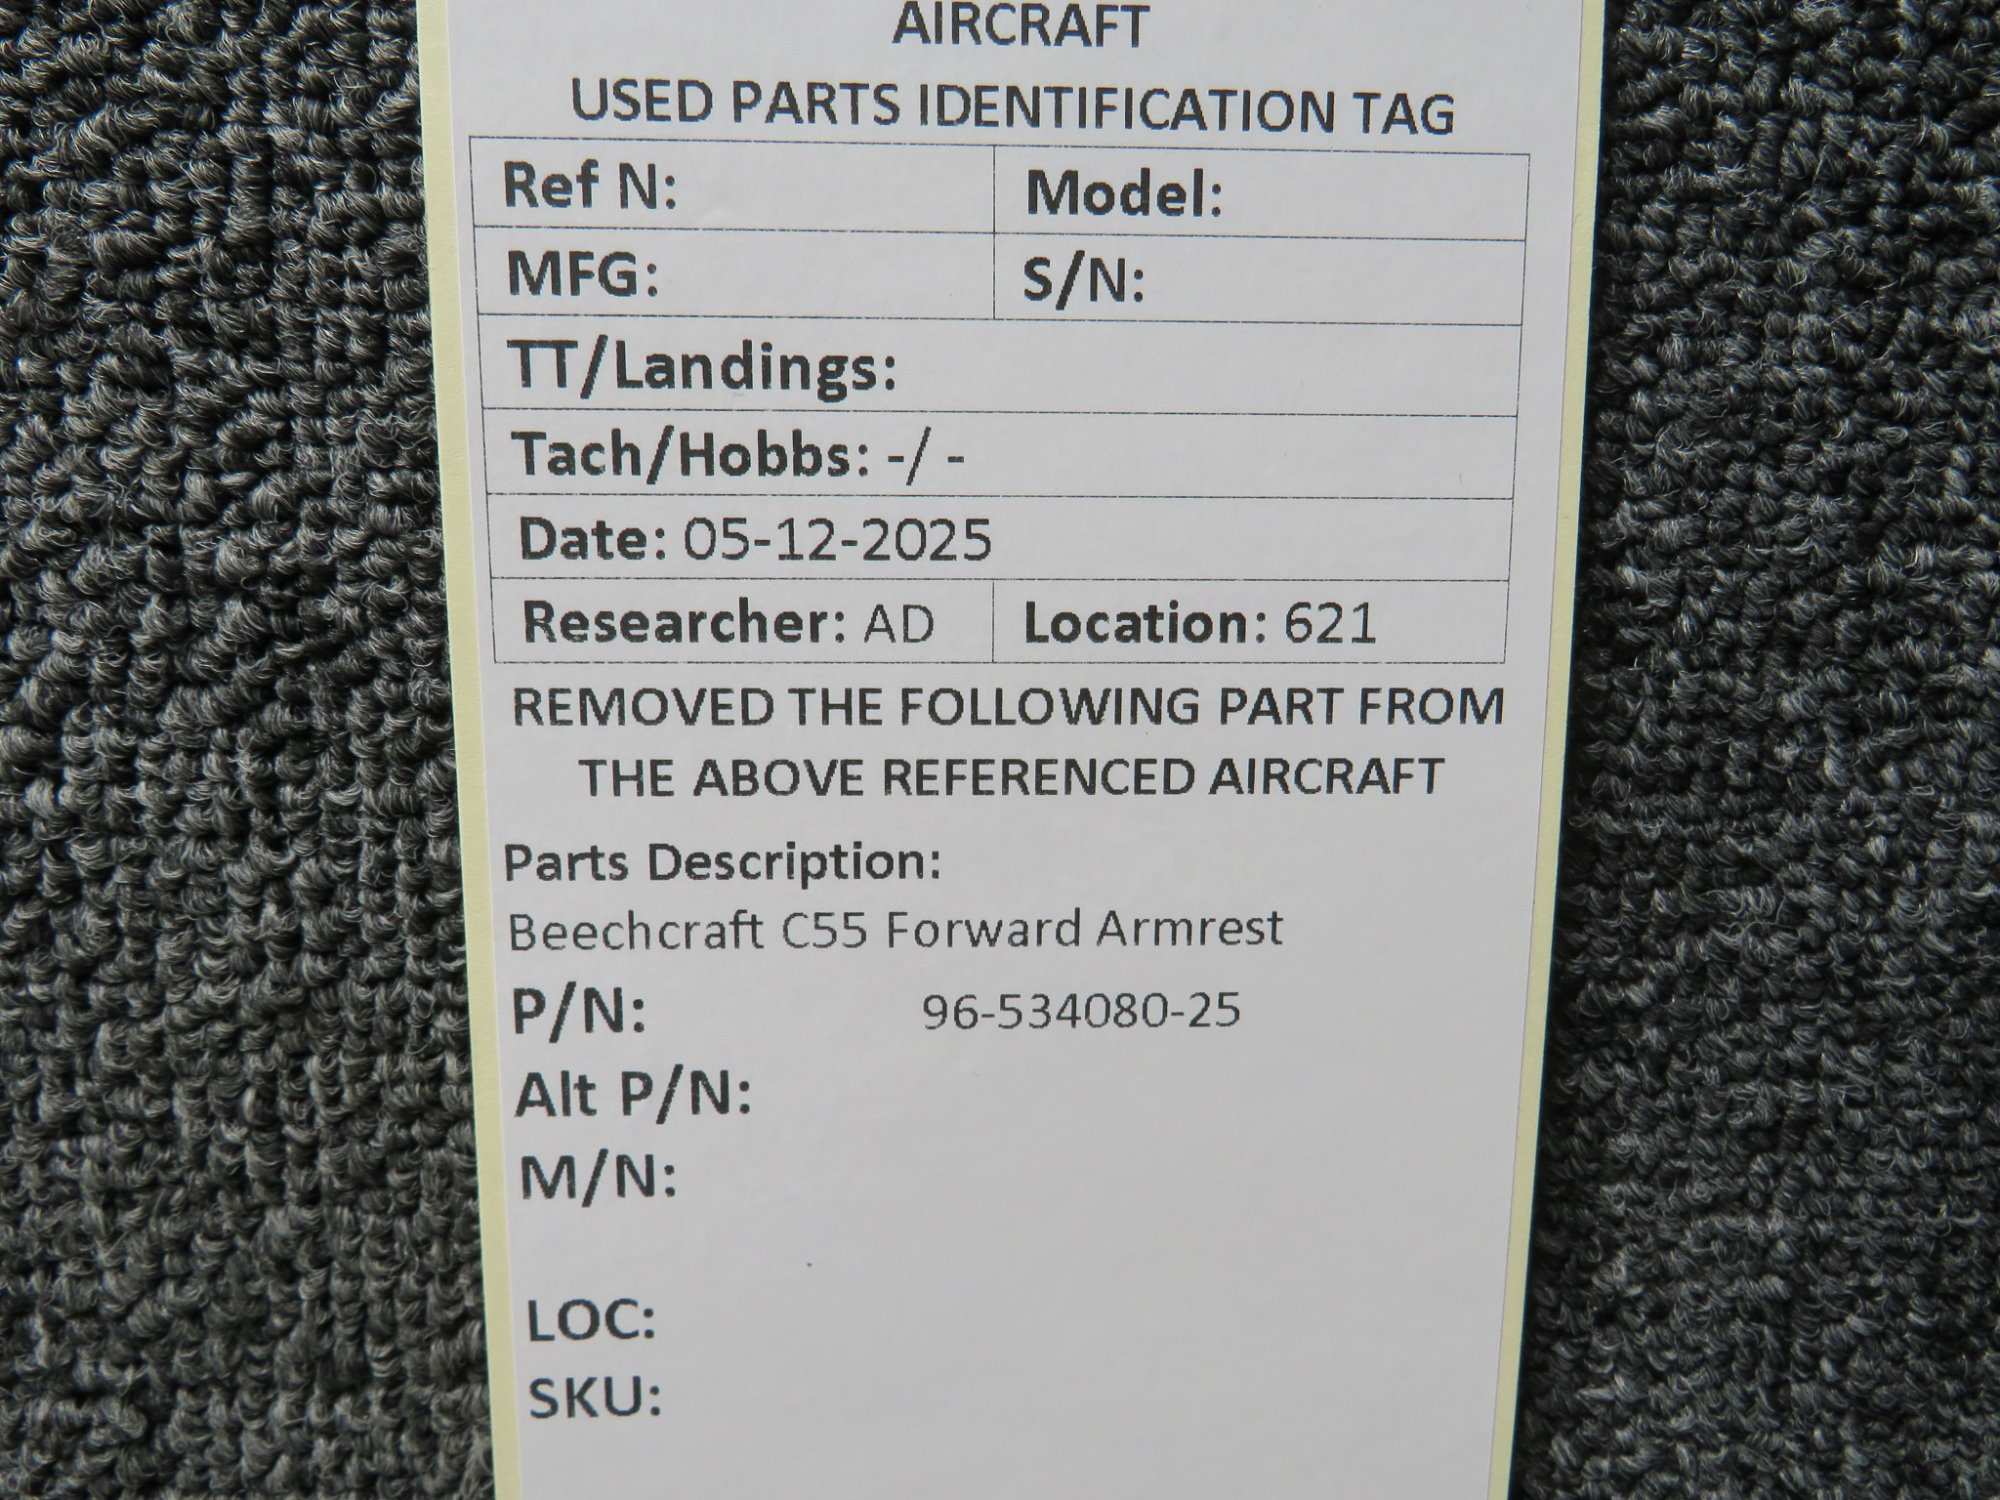 AIRCRAFT
USED PARTS IDENTIFICATION TAG
Ref N: Model:
MFG: S/N:
TT/Landings:
Tach/Hobbs: -/ -
Date: 05-12-2025
Researcher: AD Location: 621
REMOVED THE FOLLOWING PART FROM
THE ABOVE REFERENCED AIRCRAFT
Parts Description:
Beechcraft C55 Forward Armrest
P/N: 96-534080-25
Alt P/N:
M/N:
LOC:
SKU: